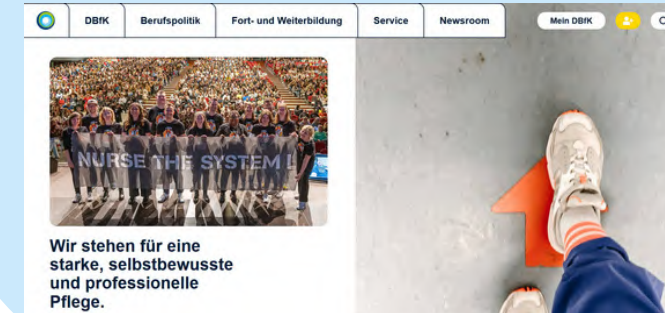 DBfK
Berufspolitik
Fort- und Weiterbildung
Service
Newsroom
Mein DBfK
NURSE THE SYSTEM!
Wir stehen für eine
starke, selbstbewusste
und professionelle
Pflege.